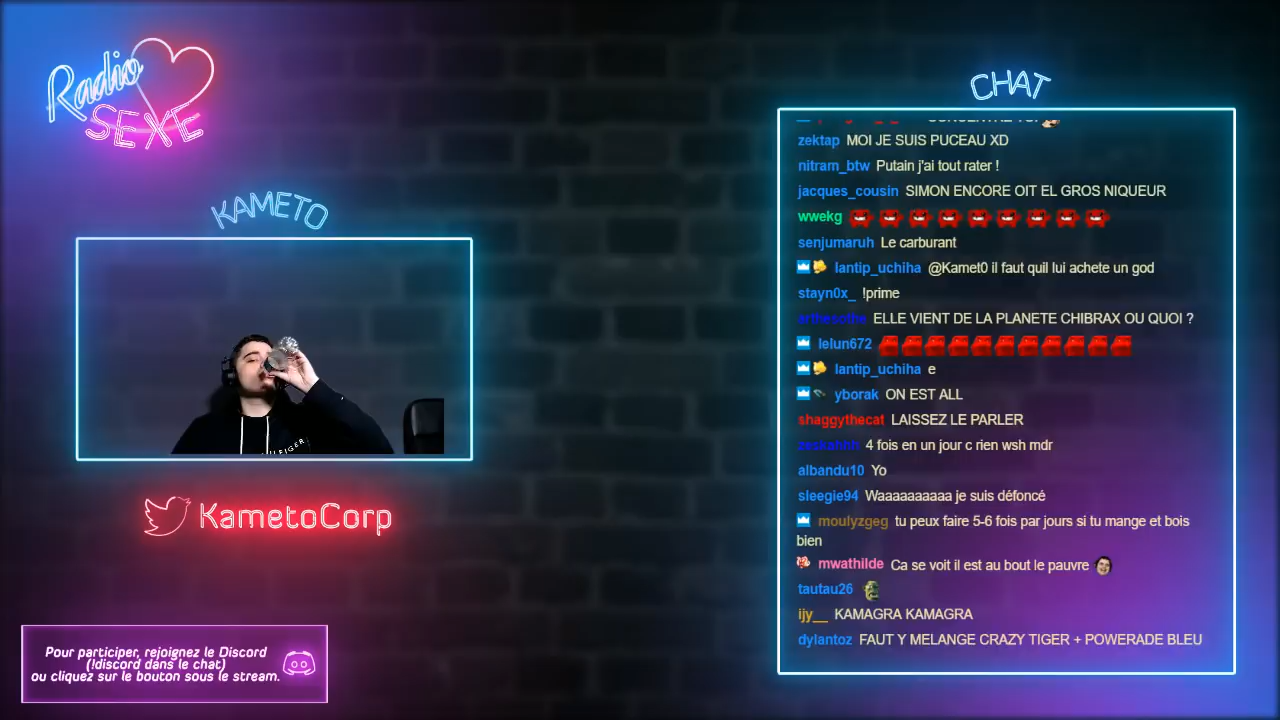 Radio
SEXE
KAMETO
KametoCorp
Pour participer, rejoignez le Discord
(!discord dans le chat)
ou cliquez sur le bouton sous le stream.
CHAT
zektap MOI JE SUIS PUCEAU XD
nitram_btw Putain j'ai tout rater !
jacques_cousin SIMON ENCORE OIT EL GROS NIQUEUR
wwekg
senjumaruh Le carburant
lantip_uchiha @Kamet0 il faut quil lui achete un god
stayn0x_ !prime
arthesothe ELLE VIENT DE LA PLANETE CHIBRAX OU QUOI ?
lelun672
lantip_uchiha e
yborak ON EST ALL
shaggythecat LAISSEZ LE PARLER
4 fois en un jour c rien wsh mdr
albandu10 Yo
sleegie94 Waaaaaaaaaa je suis défoncé
moulyzgeg tu peux faire 5-6 fois par jours si tu mange et bois
bien
mwathilde Ca se voit il est au bout le pauvre
tautau26
ijy__ KAMAGRA KAMAGRA
dylantoz FAUT Y MELANGE CRAZY TIGER + POWERADE BLEU